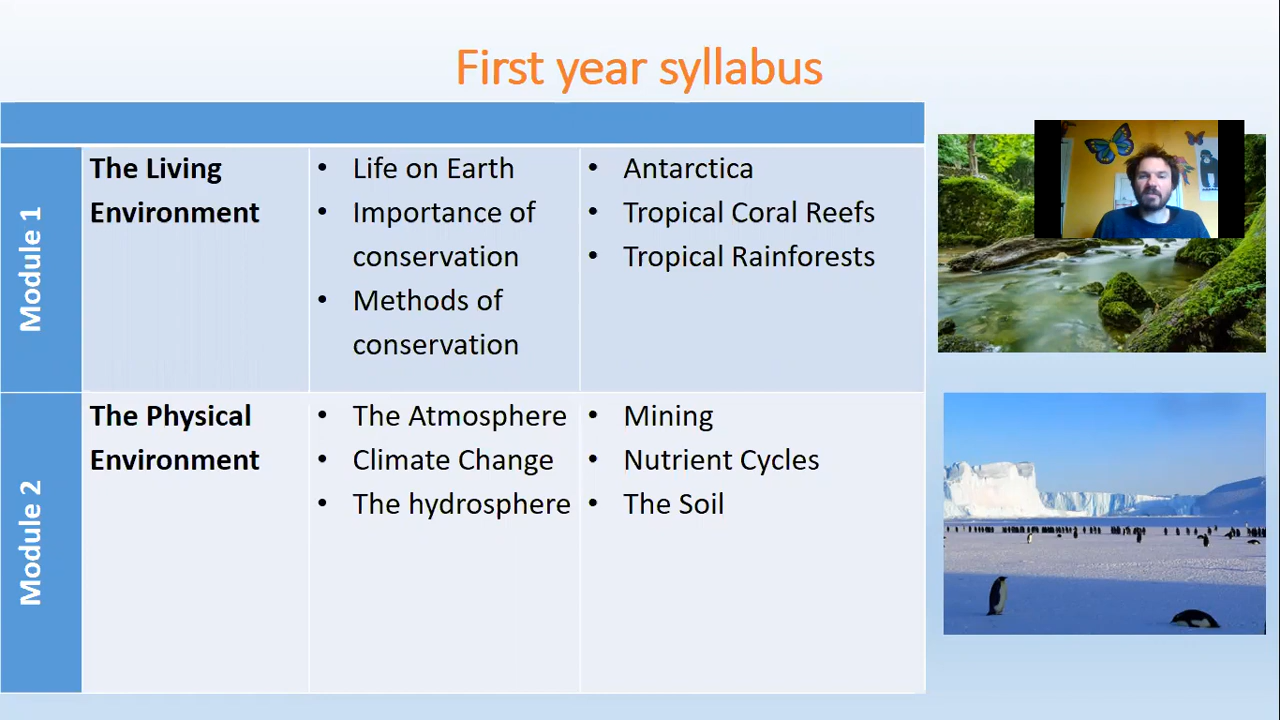 First year syllabus
Module 1
The Living
Environment
• Life on Earth
• Importance of
conservation
• Methods of
conservation
• Antarctica
• Tropical Coral Reefs
• Tropical Rainforests
Module 2
The Physical
Environment
• The Atmosphere
• Climate Change
• The hydrosphere
• Mining
• Nutrient Cycles
• The Soil